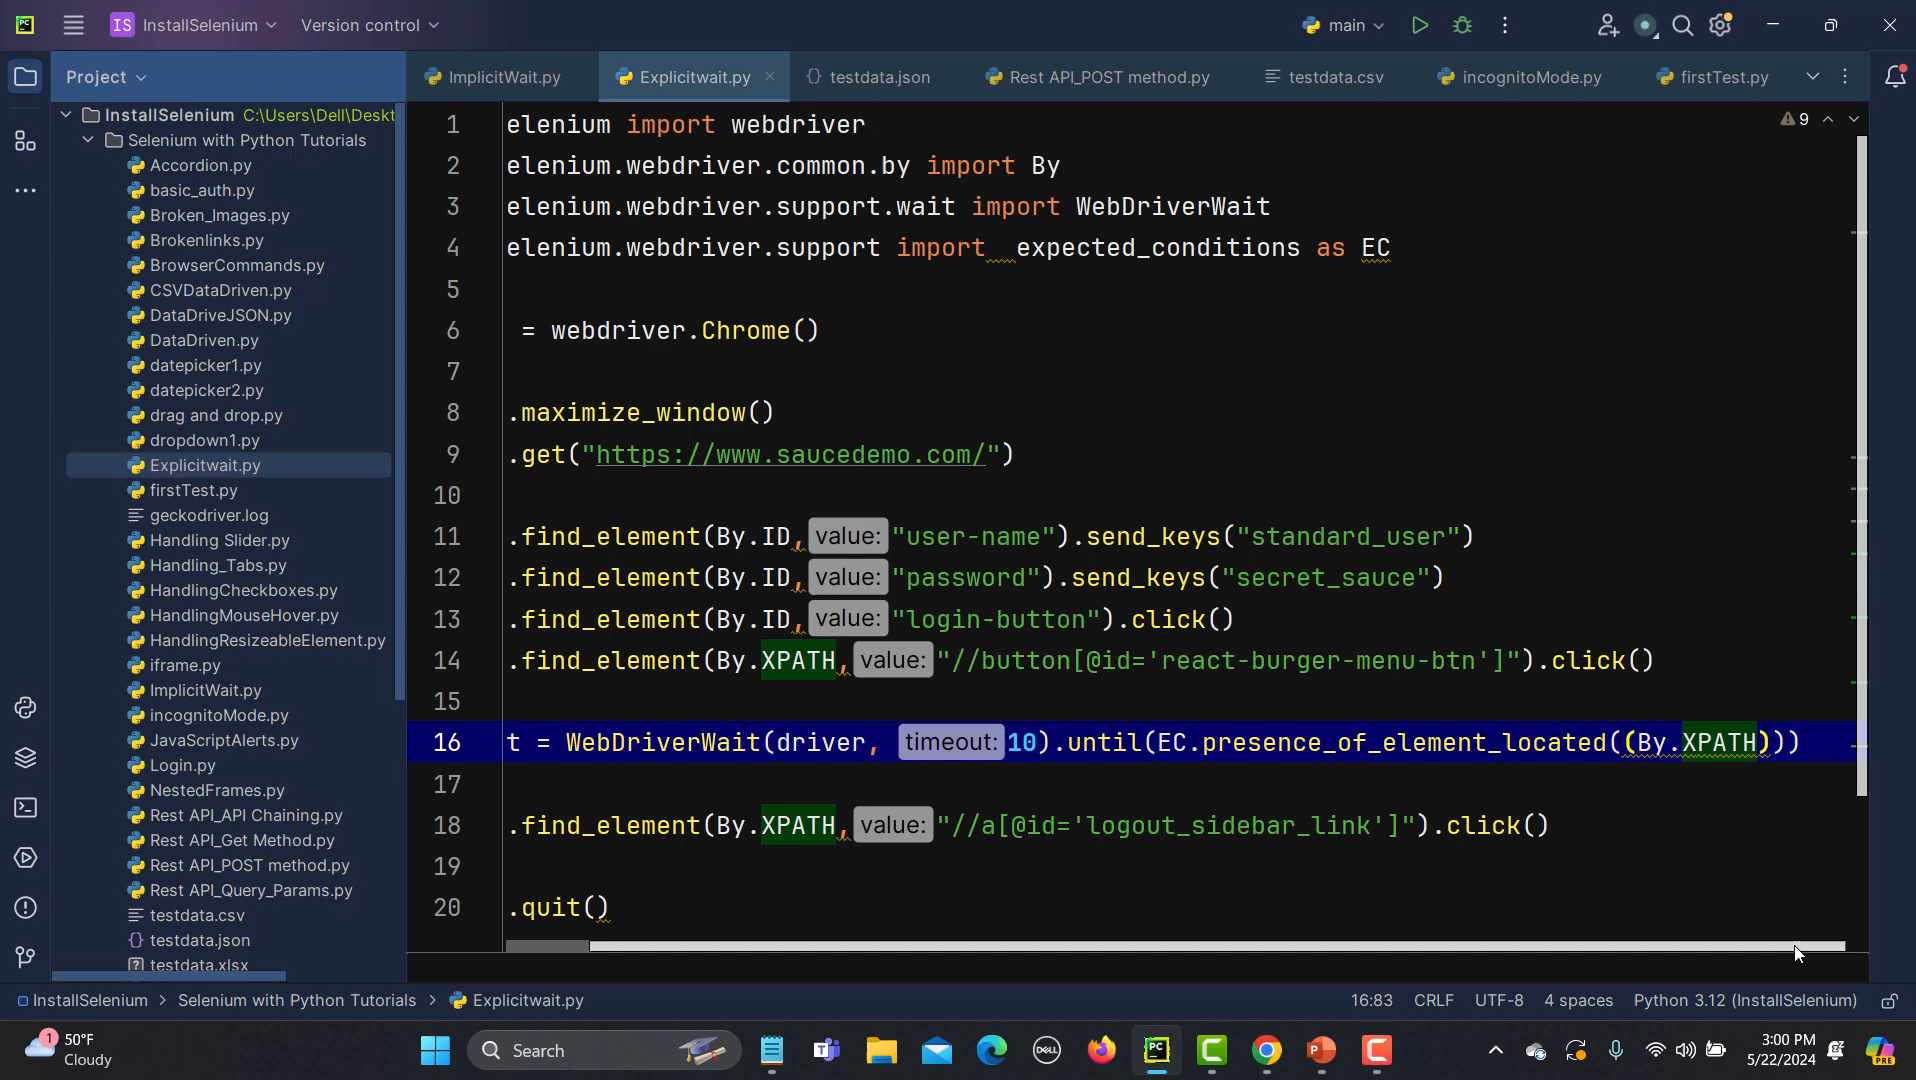 PC IS InstallSelenium Version control main
Project ImplicitWait.py Explicitwait.py testdata.json Rest API_POST method.py testdata.csv incognitoMode.py firstTest.py
InstallSelenium C:\Users\Dell\Deskt
Selenium with Python Tutorials
Accordion.py
basic_auth.py
Broken_Images.py
Brokenlinks.py
BrowserCommands.py
CSVDataDriven.py
DataDriveJSON.py
DataDriven.py
datepicker1.py
datepicker2.py
drag and drop.py
dropdown1.py
Explicitwait.py
firstTest.py
geckodriver.log
Handling Slider.py
Handling_Tabs.py
HandlingCheckboxes.py
HandlingMouseHover.py
HandlingResizeableElement.py
iframe.py
ImplicitWait.py
incognitoMode.py
JavaScriptAlerts.py
Login.py
NestedFrames.py
Rest API_API Chaining.py
Rest API_Get Method.py
Rest API_POST method.py
Rest API_Query_Params.py
testdata.csv
testdata.json
testdata.xlsx
9
1 elenium import webdriver
2 elenium.webdriver.common.by import By
3 elenium.webdriver.support.wait import WebDriverWait
4 elenium.webdriver.support import expected_conditions as EC
5
6 = webdriver.Chrome()
7
8 .maximize_window()
9 .get("https://www.saucedemo.com/")
10
11 .find_element(By.ID, value: "user-name").send_keys("standard_user")
12 .find_element(By.ID, value: "password").send_keys("secret_sauce")
13 .find_element(By.ID, value: "login-button").click()
14 .find_element(By.XPATH, value: "//button[@id='react-burger-menu-btn']").click()
15
16 t = WebDriverWait(driver, timeout: 10).until(EC.presence_of_element_located((By.XPATH)))
17
18 .find_element(By.XPATH, value: "//a[@id='logout_sidebar_link']").click()
19
20 .quit()
InstallSelenium > Selenium with Python Tutorials > Explicitwait.py 16:83 CRLF UTF-8 4 spaces Python 3.12 (InstallSelenium)
1 50°F
Cloudy
Search
DELL
PC
3:00 PM
5/22/2024
PRE